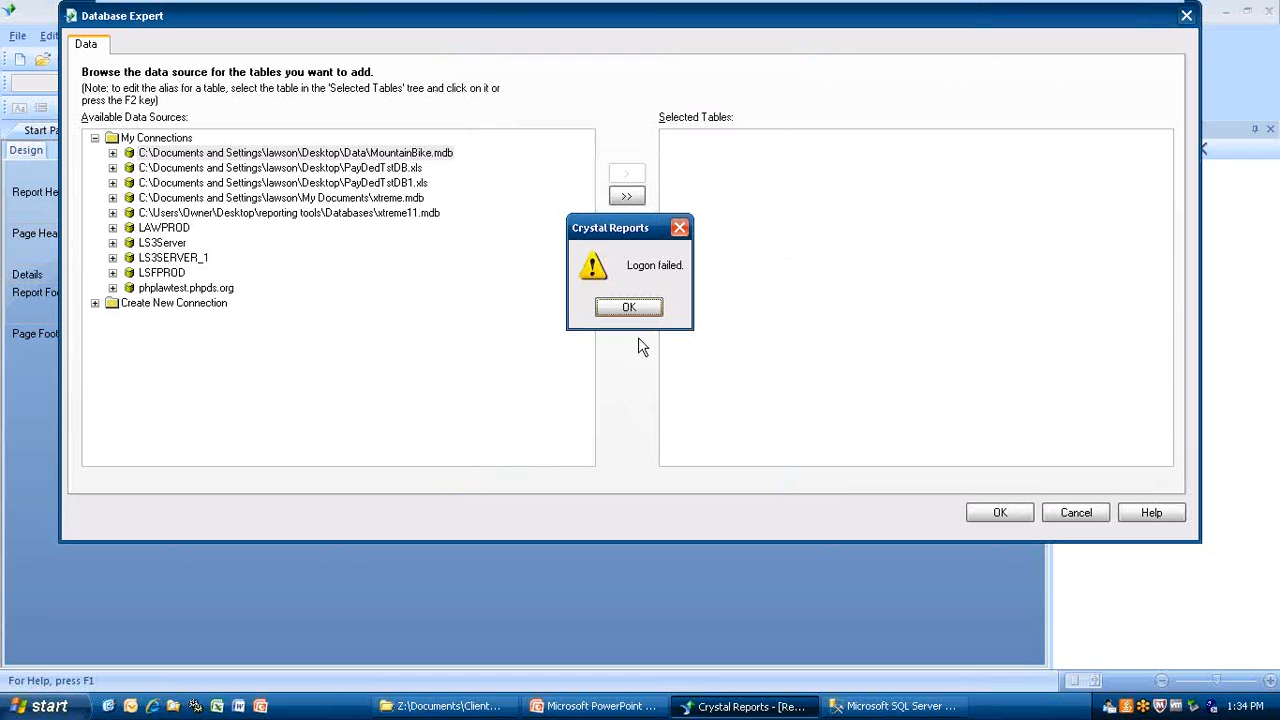 Database Expert
File
Edi
Data
Browse the data source for the tables you want to add.
(Note: to edit the alias for a table, select the table in the 'Selected Tables' tree and click on it or
press the F2 key)
Available Data Sources:
Selected Tables:
Start Pa
Design
My Connections
C:\Documents and Settings\lawson\Desktop\Data\MountainBike.mdb
C:\Documents and Settings\lawson\Desktop\PayDedTstDB.xls
C:\Documents and Settings\lawson\Desktop\PayDedTstDB1.xls
C:\Documents and Settings\lawson\My Documents\xtreme.mdb
C:\Users\Owner\Desktop\reporting tools\Databases\xtreme11.mdb
LAWPROD
LS3Server
LS3SERVER_1
LSFPROD
phplawtest.phpds.org
Create New Connection
>
>>
Report He
Page Hea
Details
Report Fo
Page Foot
Crystal Reports
Logon failed.
OK
OK
Cancel
Help
For Help, press F1
start
Z:\Documents\Client...
Microsoft PowerPoint ...
Crystal Reports - [Re...
Microsoft SQL Server ...
1:34 PM